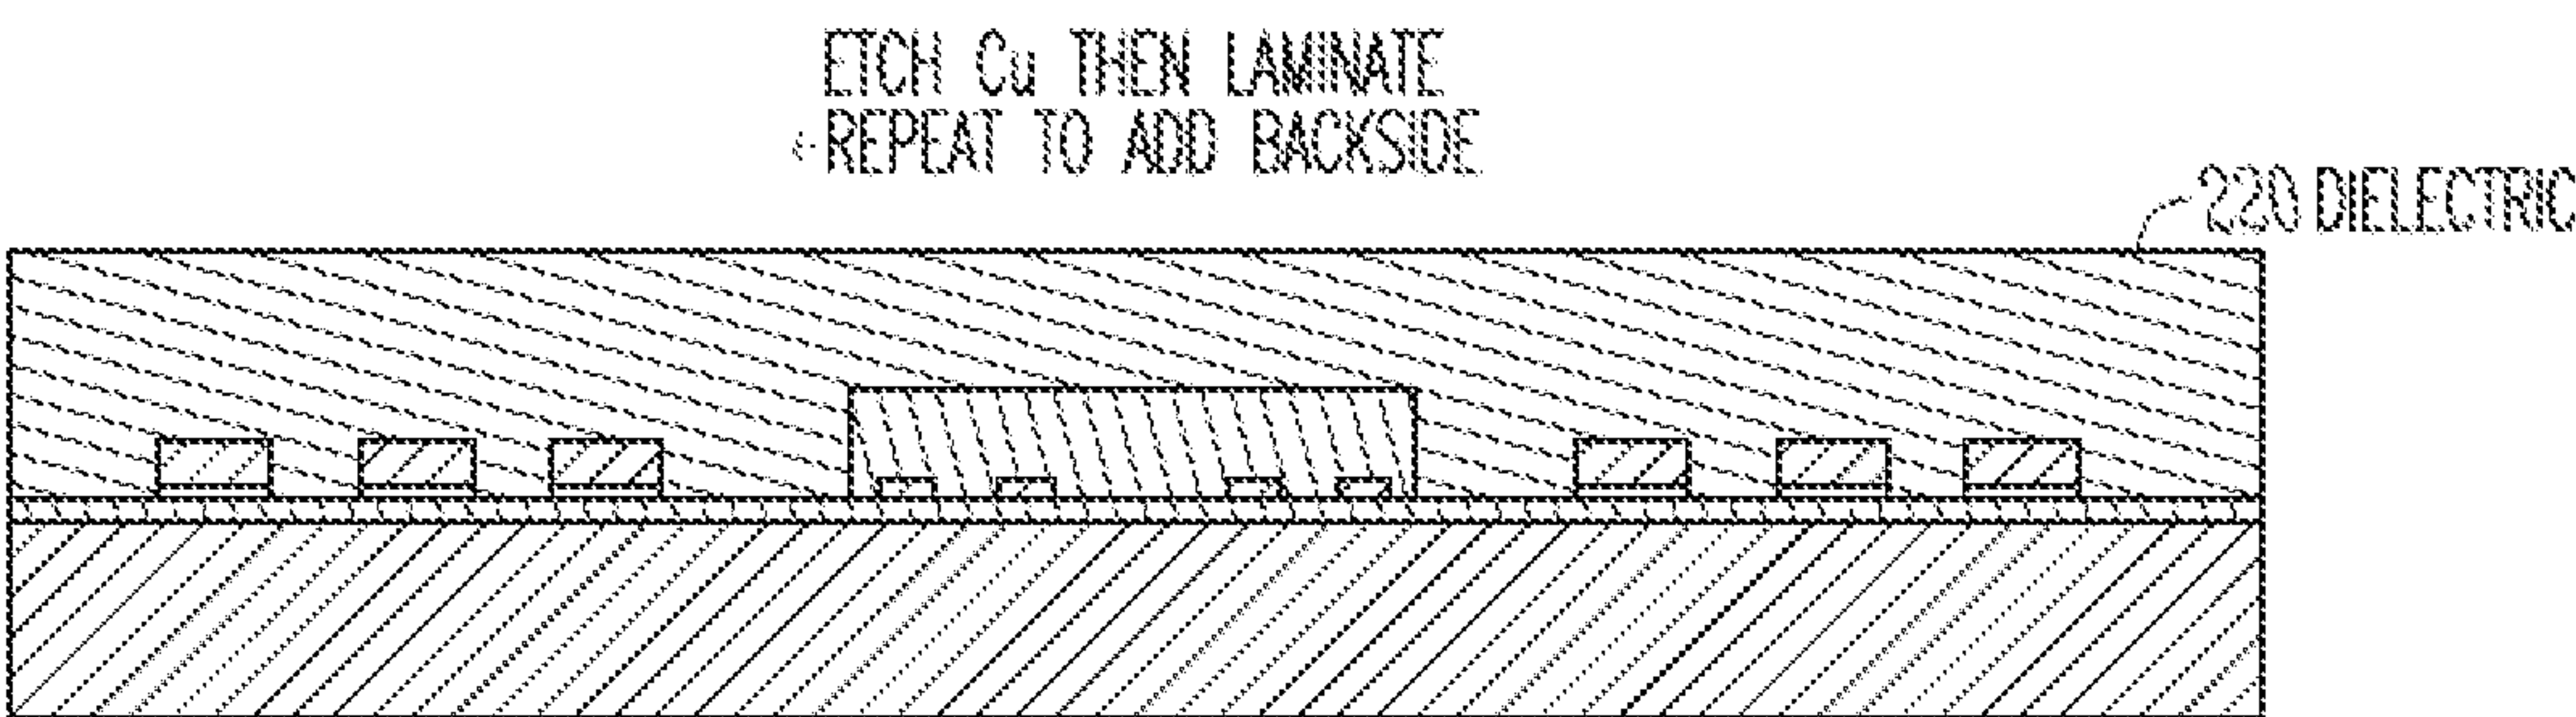 ETCH Cu THEN LAMINATE
REPEAT TO ADD BACKSIDE
220 DIELECTRIC